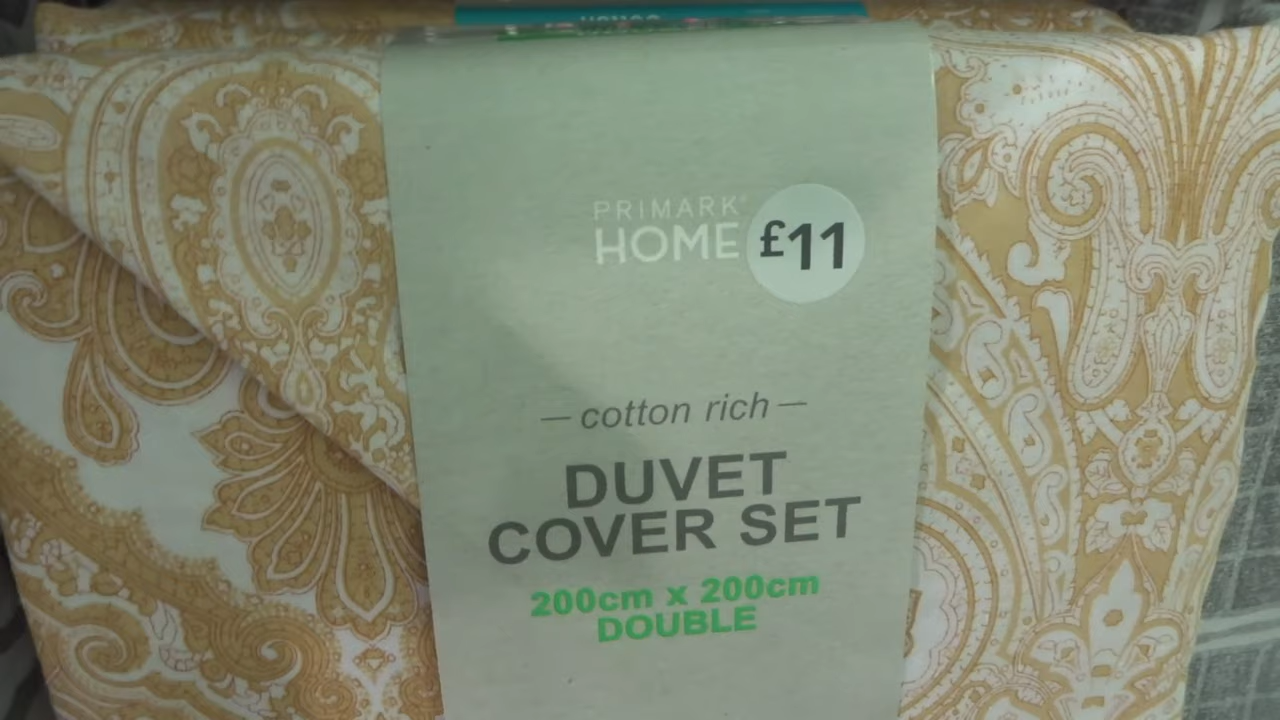 PRIMARK®
HOME
£11
— cotton rich —
DUVET
COVER SET
200cm x 200cm
DOUBLE